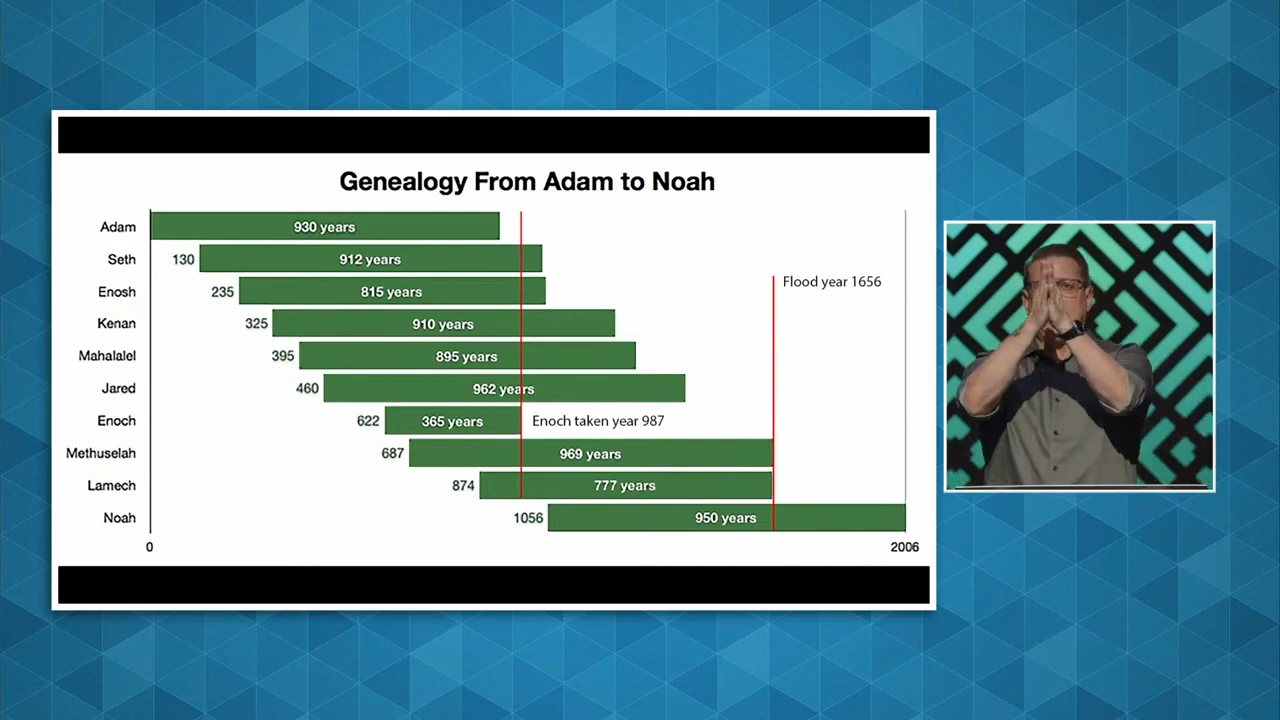 Genealogy From Adam to Noah
Adam 930 years
Seth 130 912 years
Enosh 235 815 years
Flood year 1656
Kenan 325 910 years
Mahalalel 395 895 years
Jared 460 962 years
Enoch 622 365 years Enoch taken year 987
Methuselah 687 969 years
Lamech 874 777 years
Noah 1056 950 years
0 2006